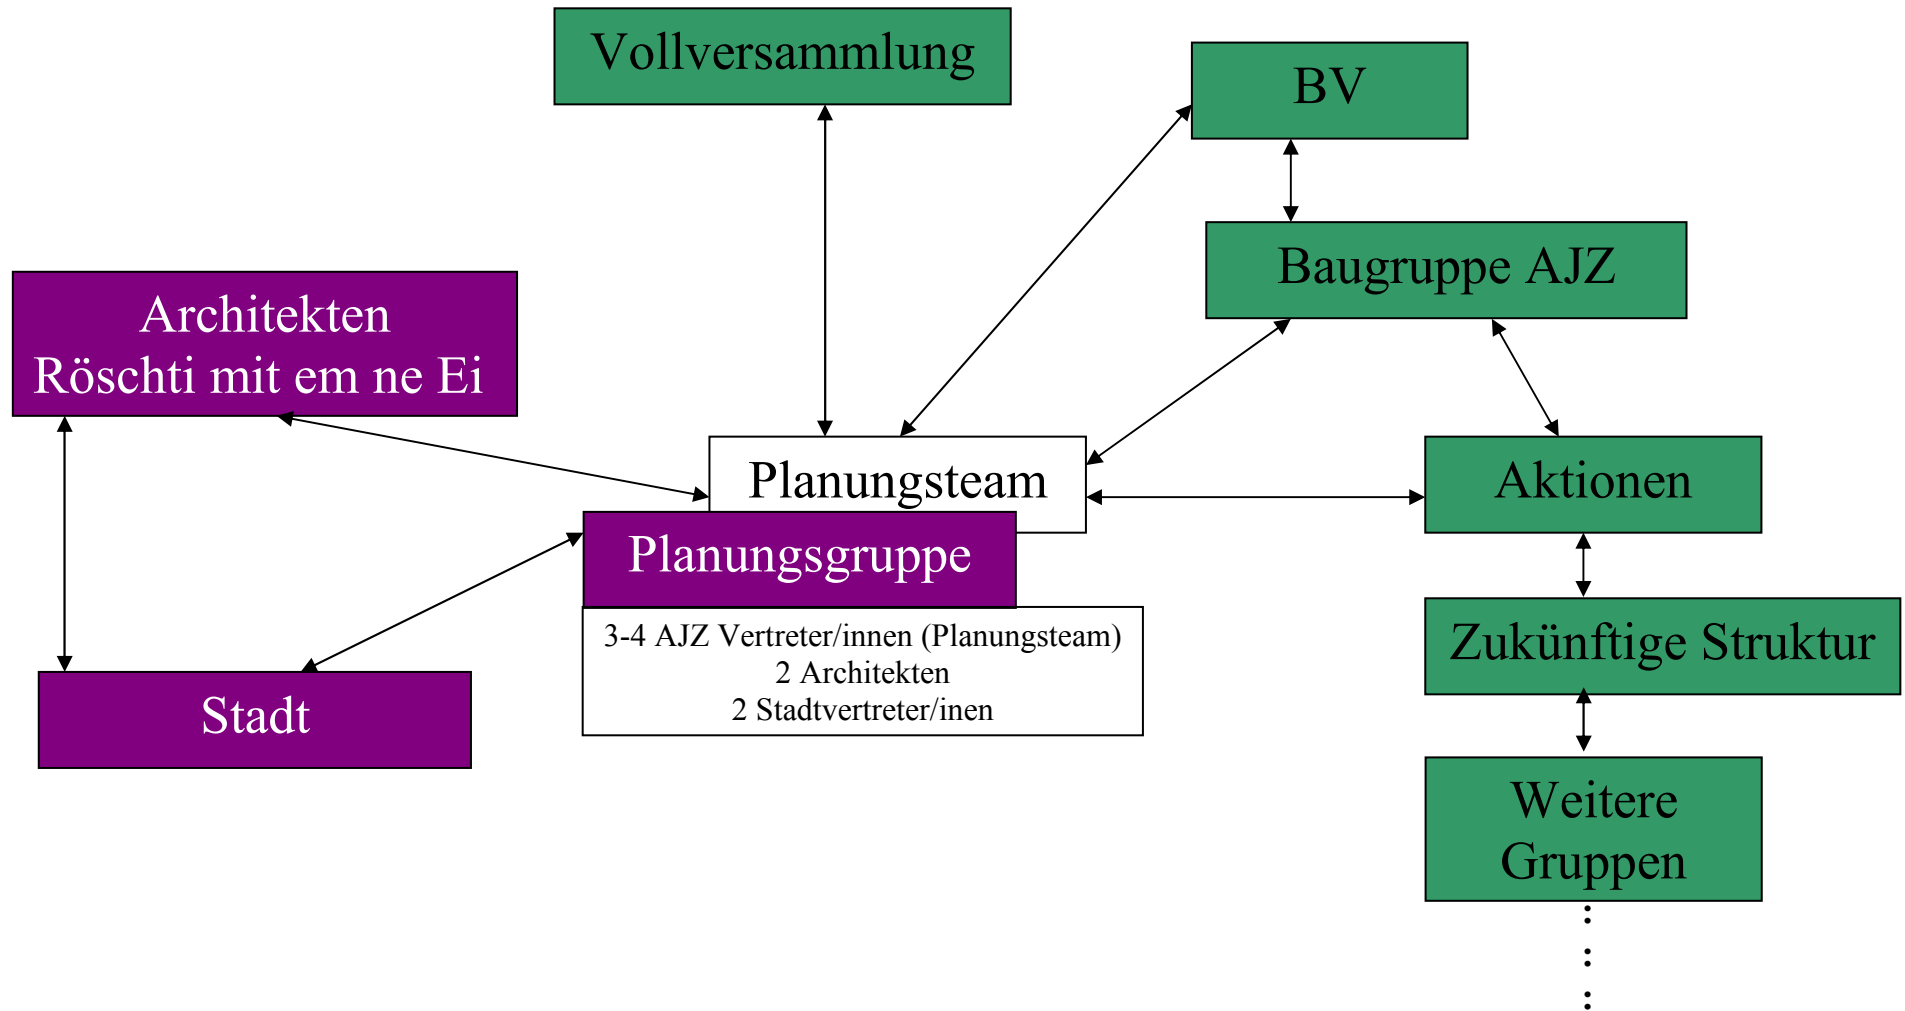 Vollversammlung
BV
Baugruppe AJZ
Architekten
Röschti mit em ne Ei
Planungsteam
Aktionen
Planungsgruppe
3-4 AJZ Vertreter/innen (Planungsteam)
2 Architekten
2 Stadtvertreter/inen
Zukünftige Struktur
Stadt
Weitere
Gruppen